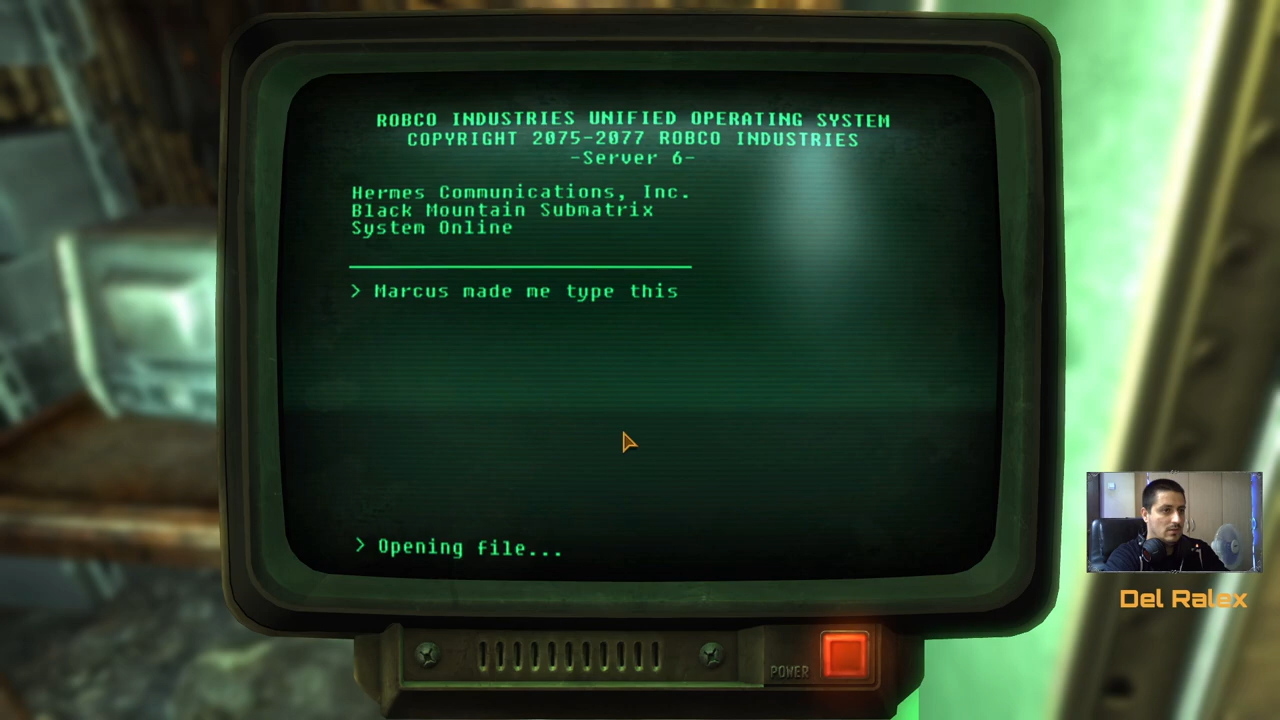 ROBCO INDUSTRIES UNIFIED OPERATING SYSTEM
COPYRIGHT 2075-2077 ROBCO INDUSTRIES
-Server 6-
Hermes Communications, Inc.
Black Mountain Submatrix
System Online
> Marcus made me type this
> Opening file...
POWER
Del Ralex